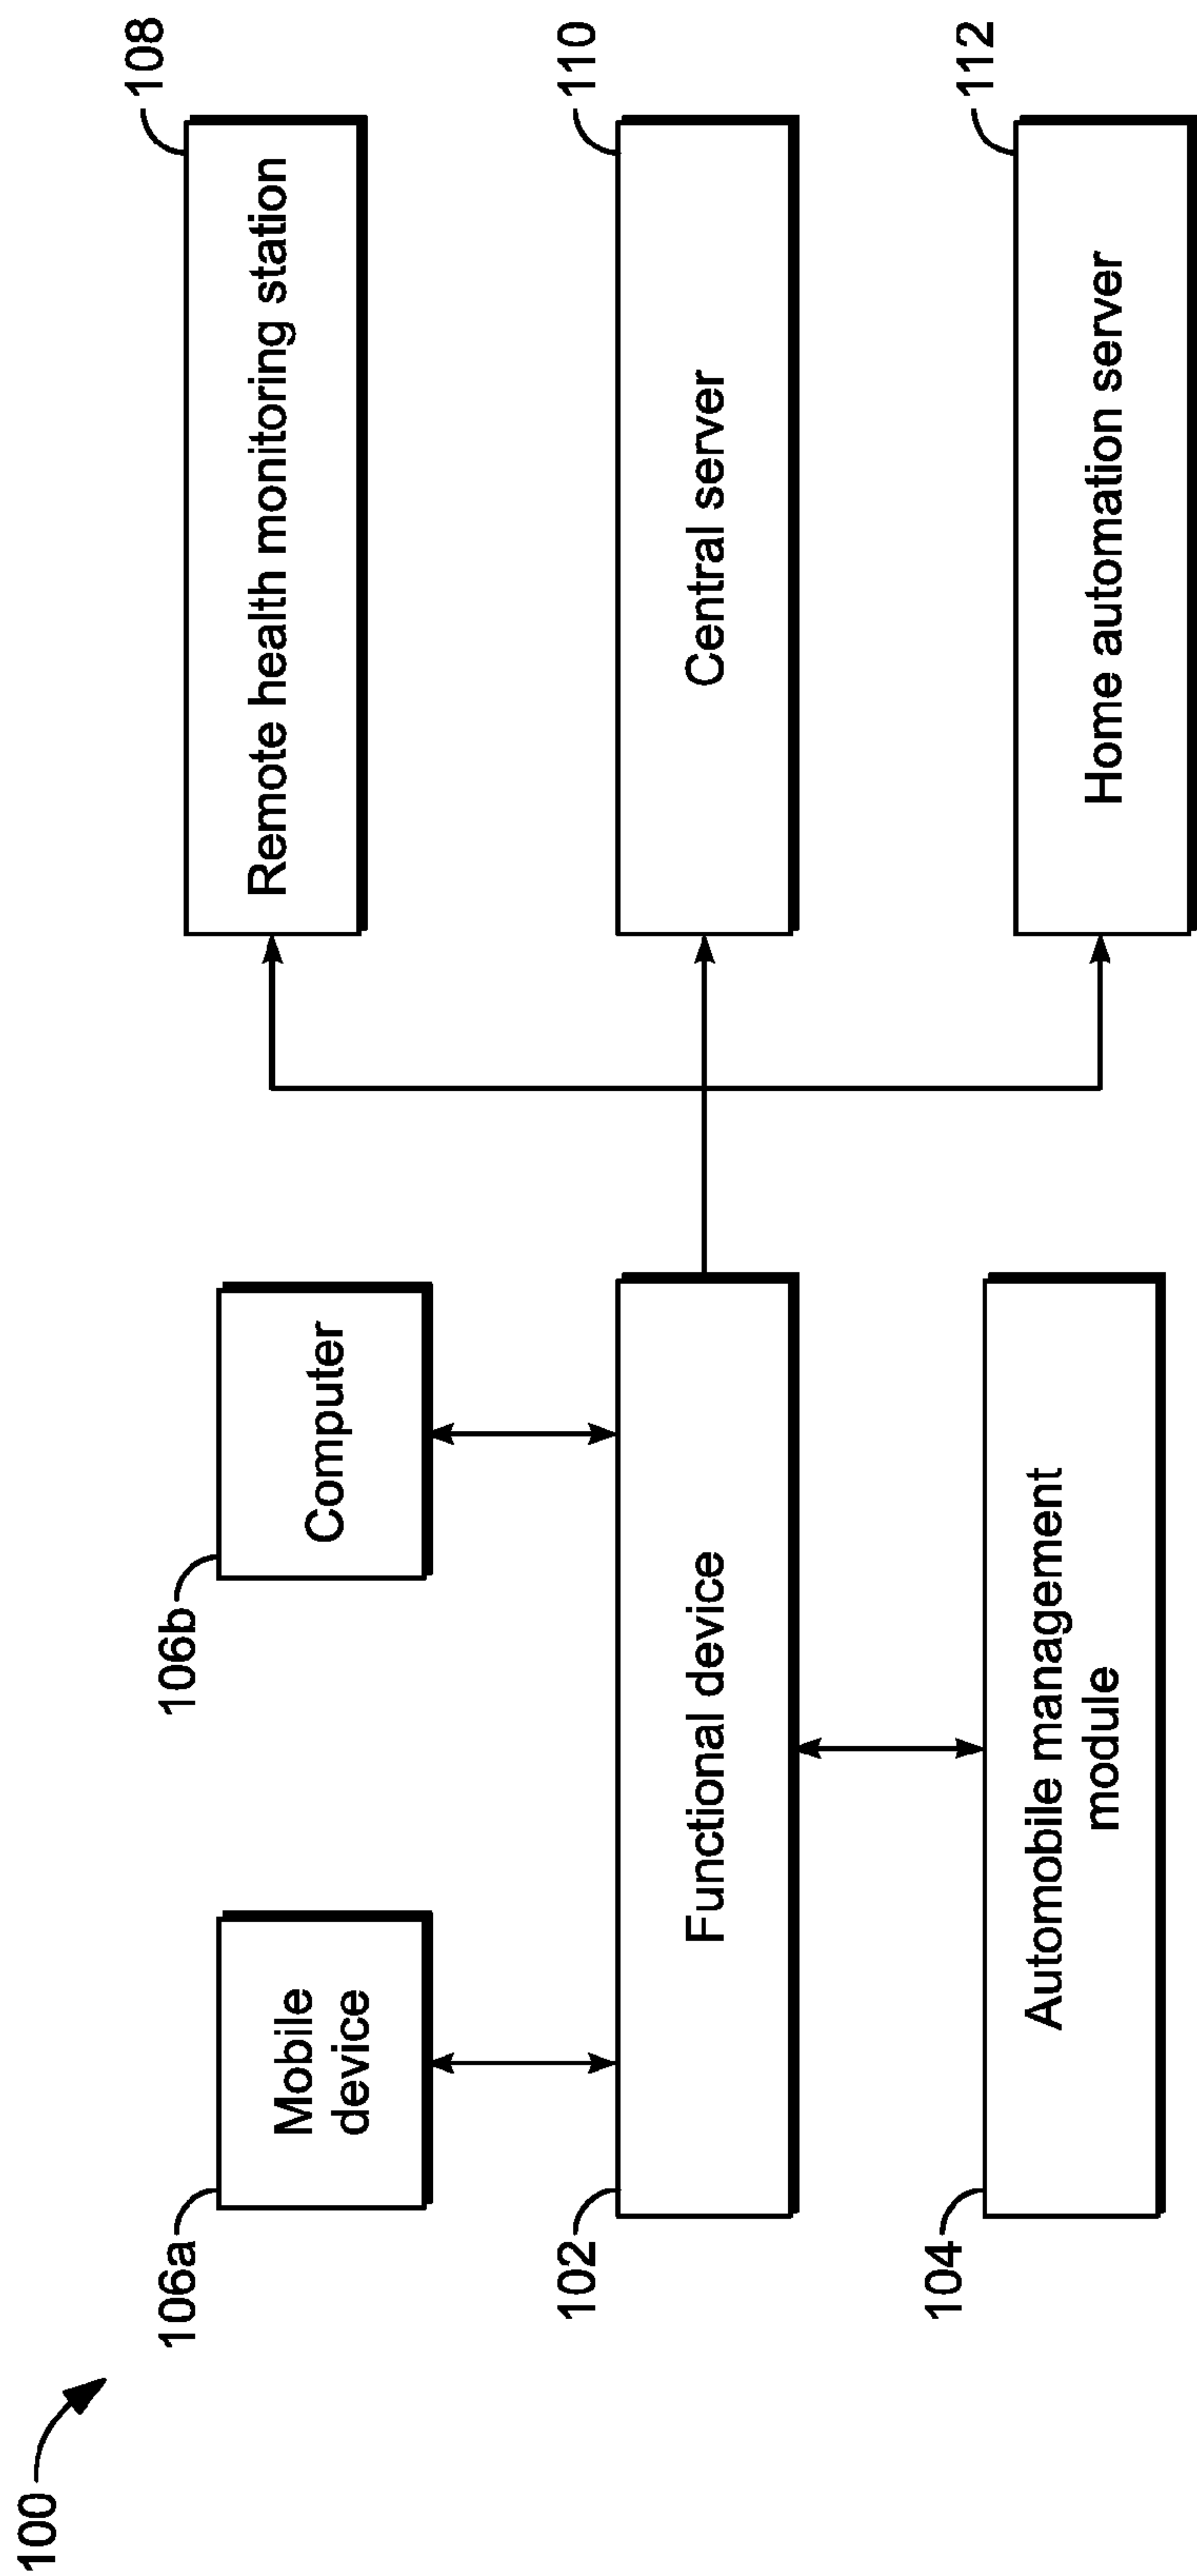 100
106a
Mobile
device
106b
Computer
108
Remote health monitoring station
102
Functional device
110
Central server
104
Automobile management
module
112
Home automation server